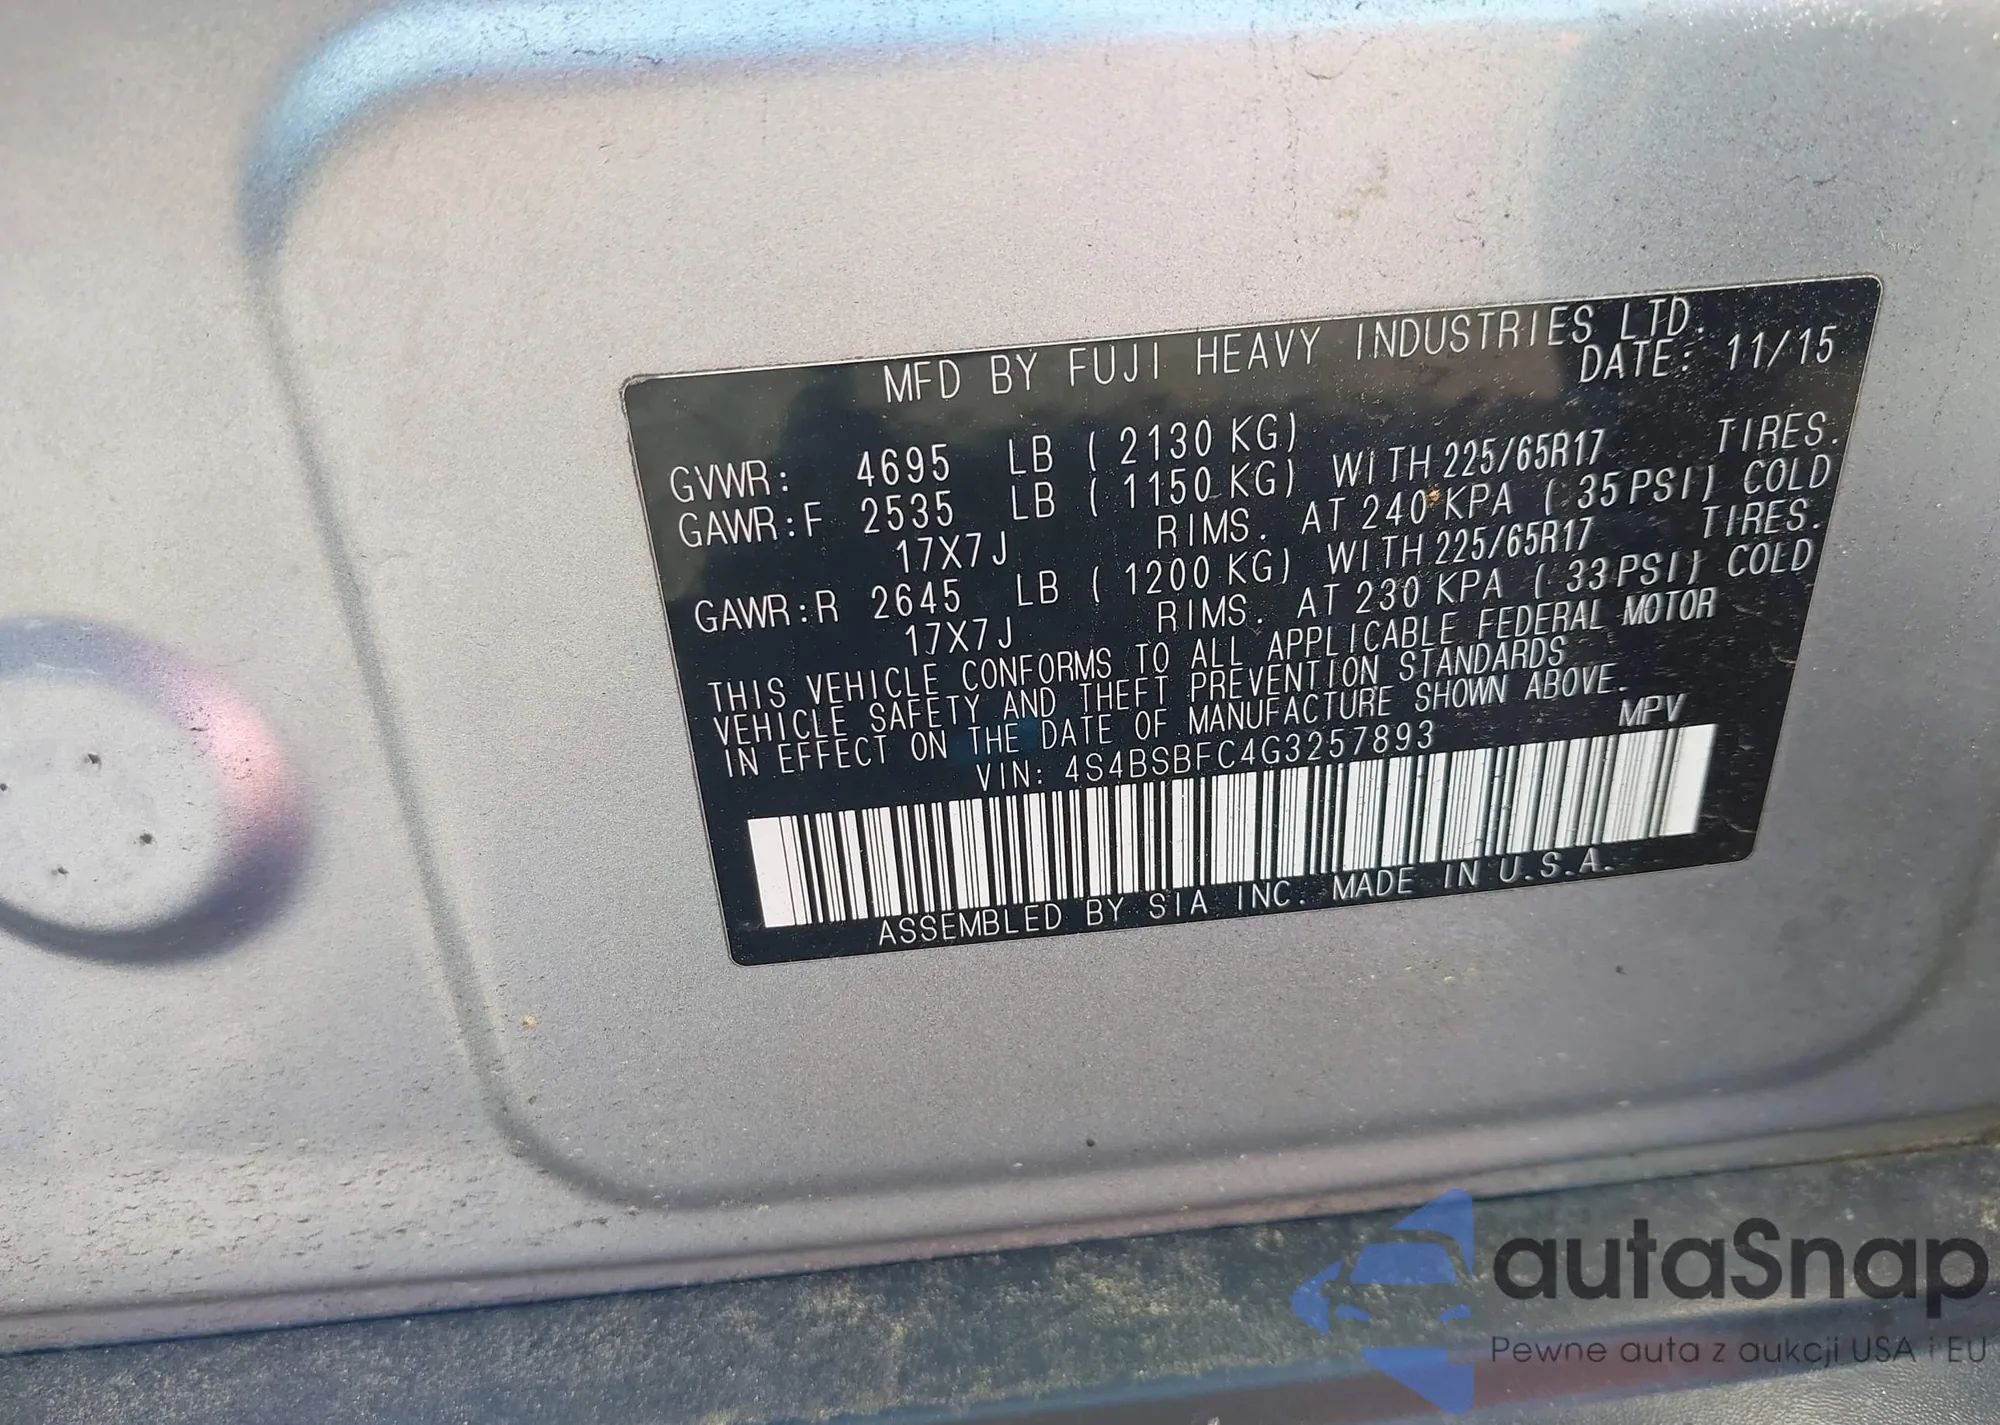 MFD BY FUJI HEAVY INDUSTRIES LTD.
DATE: 11/15
GVWR: 4695 LB ( 2130 KG)
GAWR:F 2535 LB ( 1150 KG) WITH 225/65R17 TIRES.
17X7J RIMS. AT 240 KPA ( 35PSI) COLD
GAWR:R 2645 LB ( 1200 KG) WITH 225/65R17 TIRES.
17X7J RIMS. AT 230 KPA ( 33PSI) COLD
THIS VEHICLE CONFORMS TO ALL APPLICABLE FEDERAL MOTOR
VEHICLE SAFETY AND THEFT PREVENTION STANDARDS
IN EFFECT ON THE DATE OF MANUFACTURE SHOWN ABOVE.
VIN: 4S4BSBFC4G3257893 MPV
ASSEMBLED BY SIA INC. MADE IN U.S.A.
autaSnap
Pewne auta z aukcji USA i EU